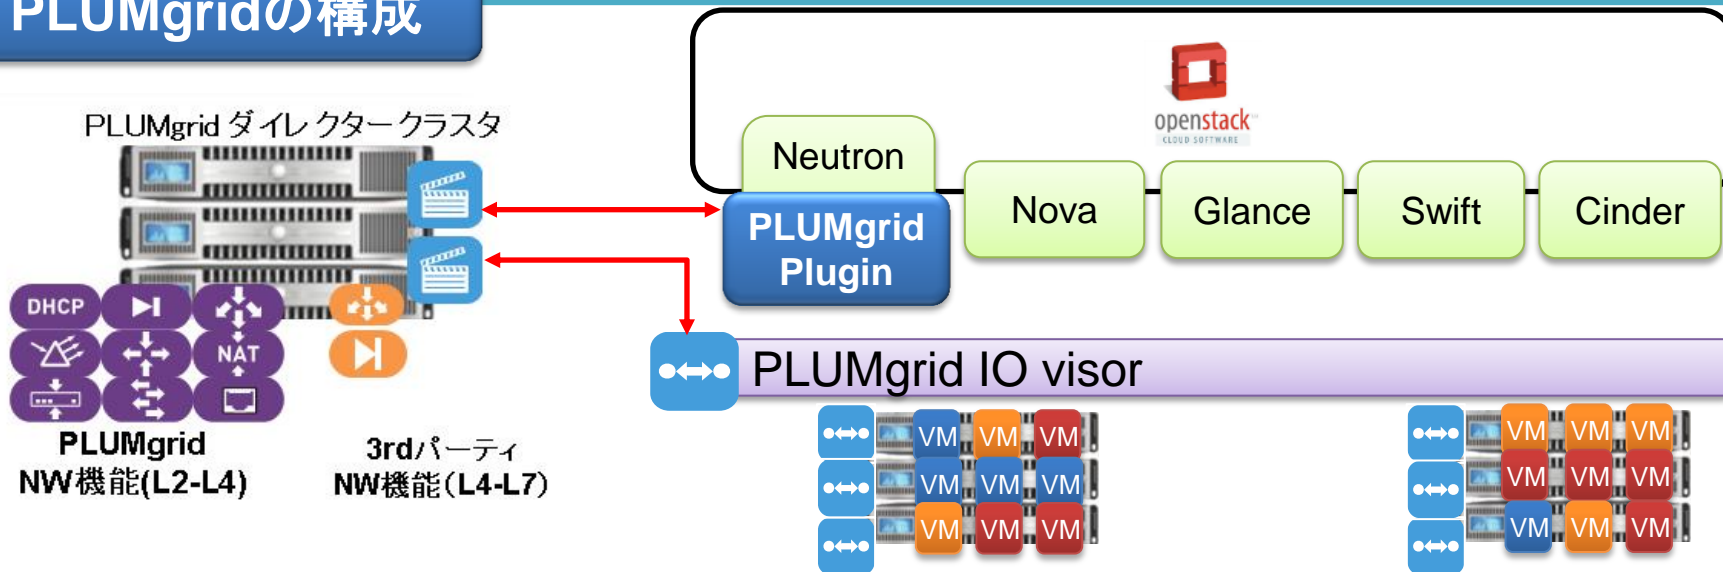 PLUMgridの構成
PLUMgrid ダイレクタークラスタ
openstack
CLOUD SOFTWARE
Neutron
PLUMgrid
Plugin
Nova
Glance
Swift
Cinder
DHCP
NAT
PLUMgrid
NW機能(L2-L4)
3rdパーティ
NW機能(L4-L7)
PLUMgrid IO visor
VM VM VM
VM VM VM
VM VM VM
VM VM VM
VM VM VM
VM VM VM